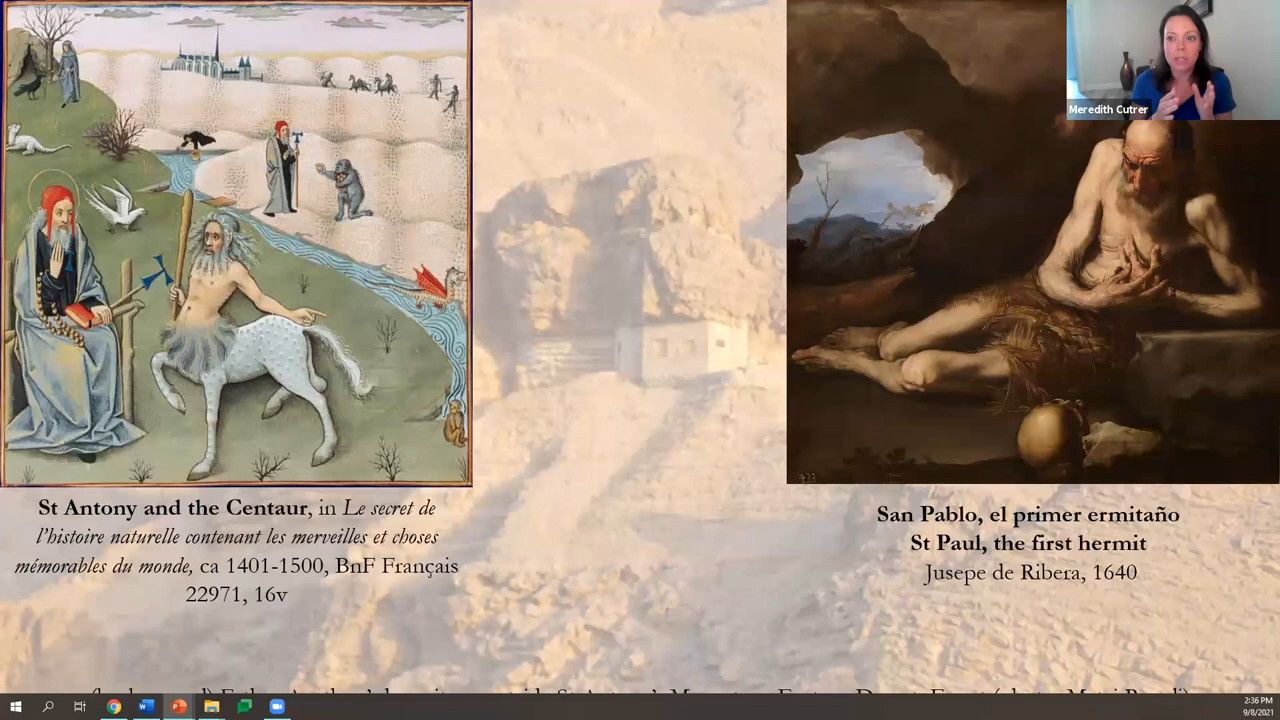 Meredith Cutrer
St Antony and the Centaur, in Le secret de
l'histoire naturelle contenant les merveilles et choses
mémorables du monde, ca 1401-1500, BnF Français
22971, 16v
San Pablo, el primer ermitaño
St Paul, the first hermit
Jusepe de Ribera, 1640
2:36 PM
9/8/2021